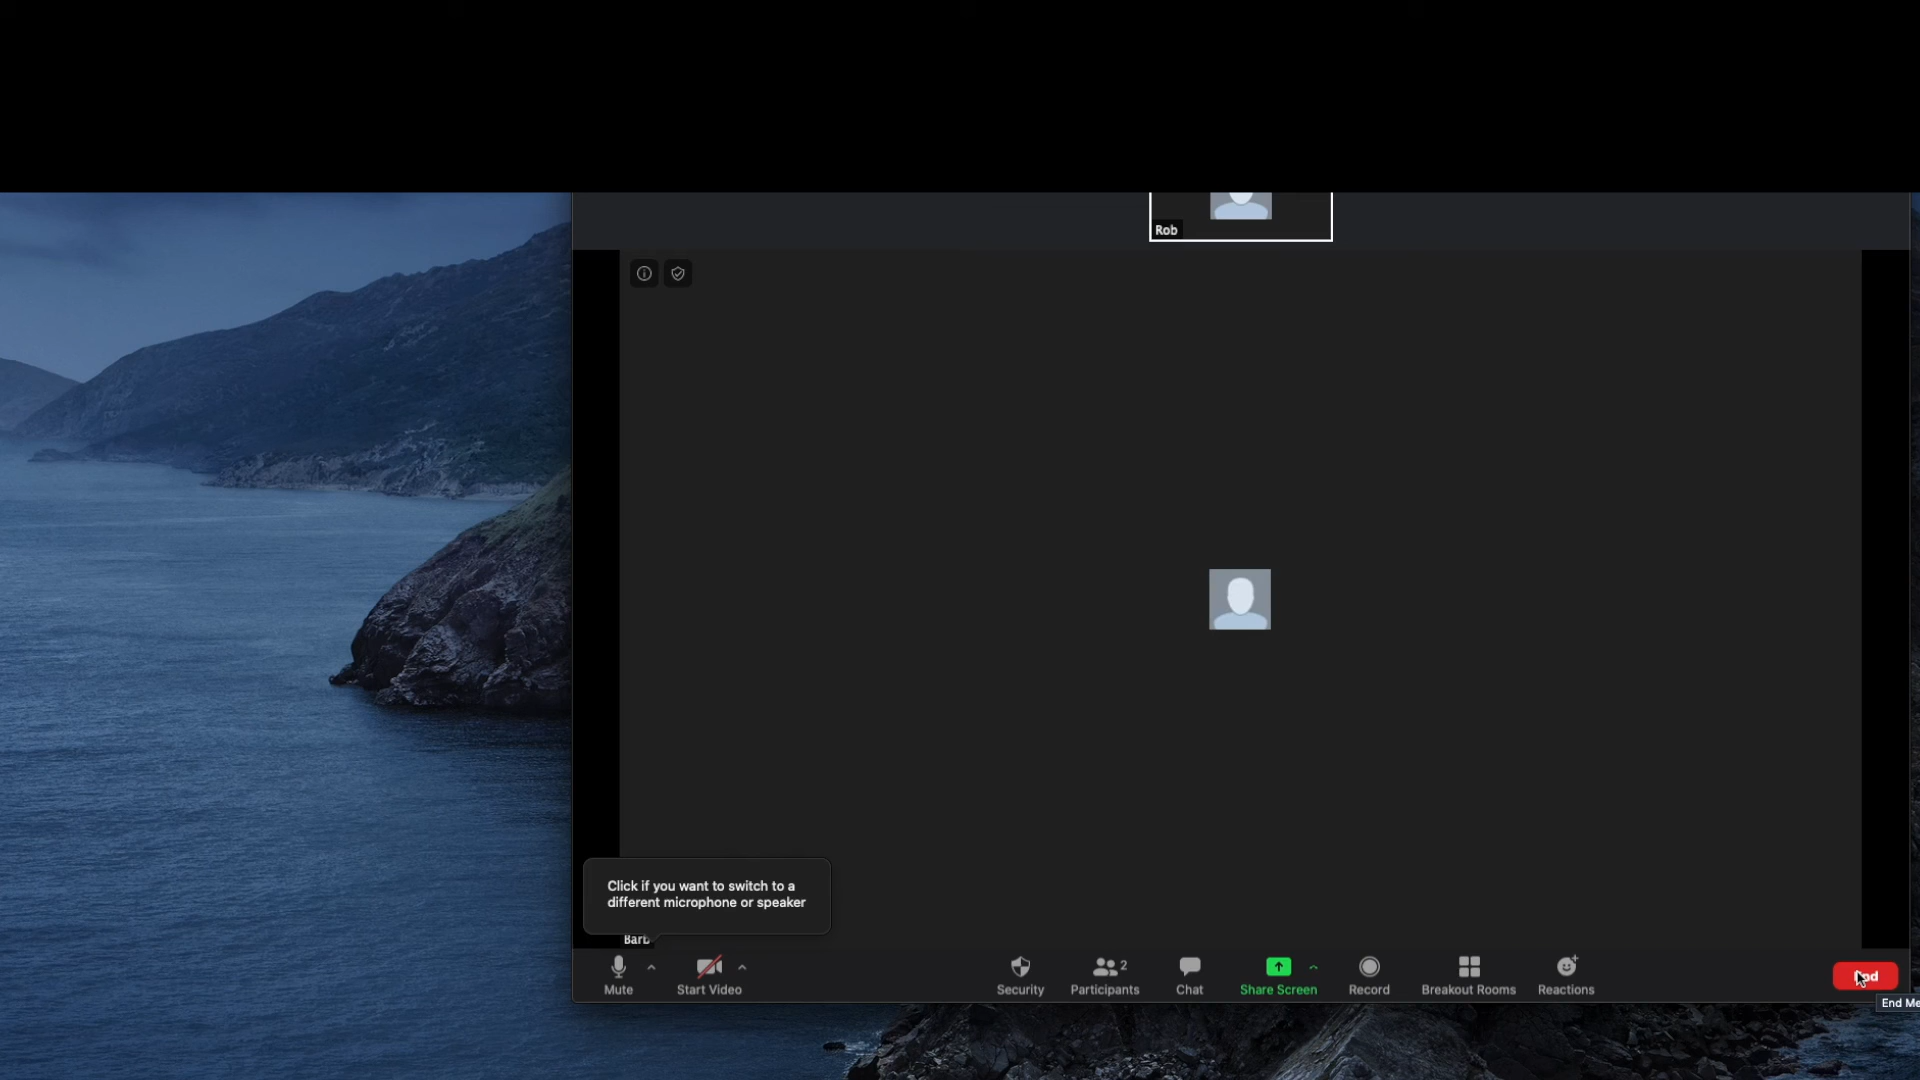 Rob
Click if you want to switch to a
different microphone or speaker
Barb
Mute
Start Video
Security
2
Participants
Chat
Share Screen
Record
Breakout Rooms
Reactions
End Me